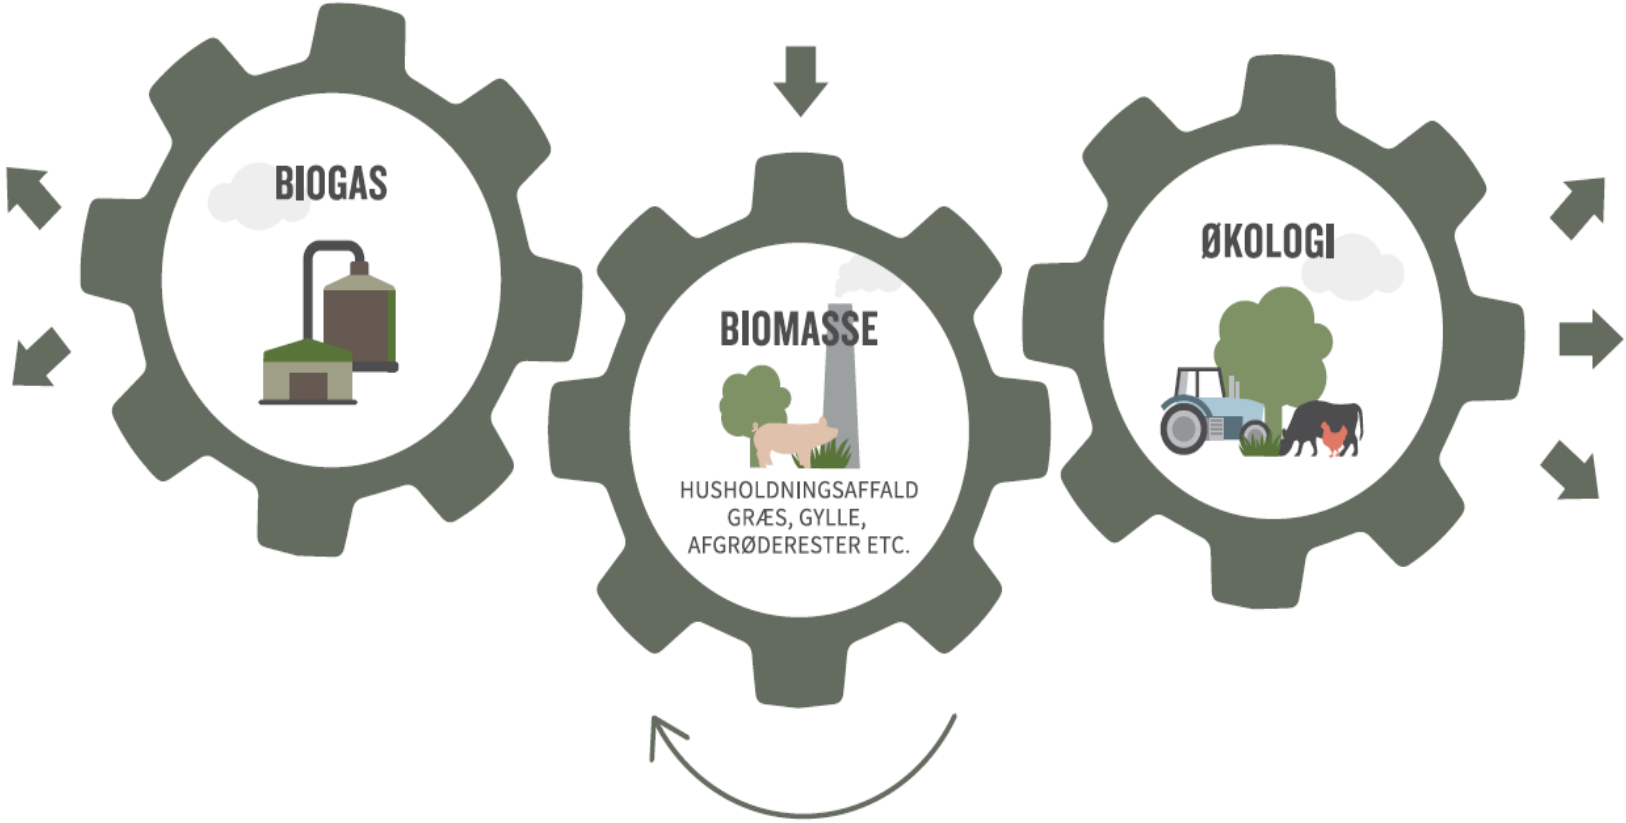 BIOGAS
BIOMASSE
HUSHOLDNINGSAFFALD
GRÆS, GYLLE,
AFGRØDERESTER ETC.
ØKOLOGI